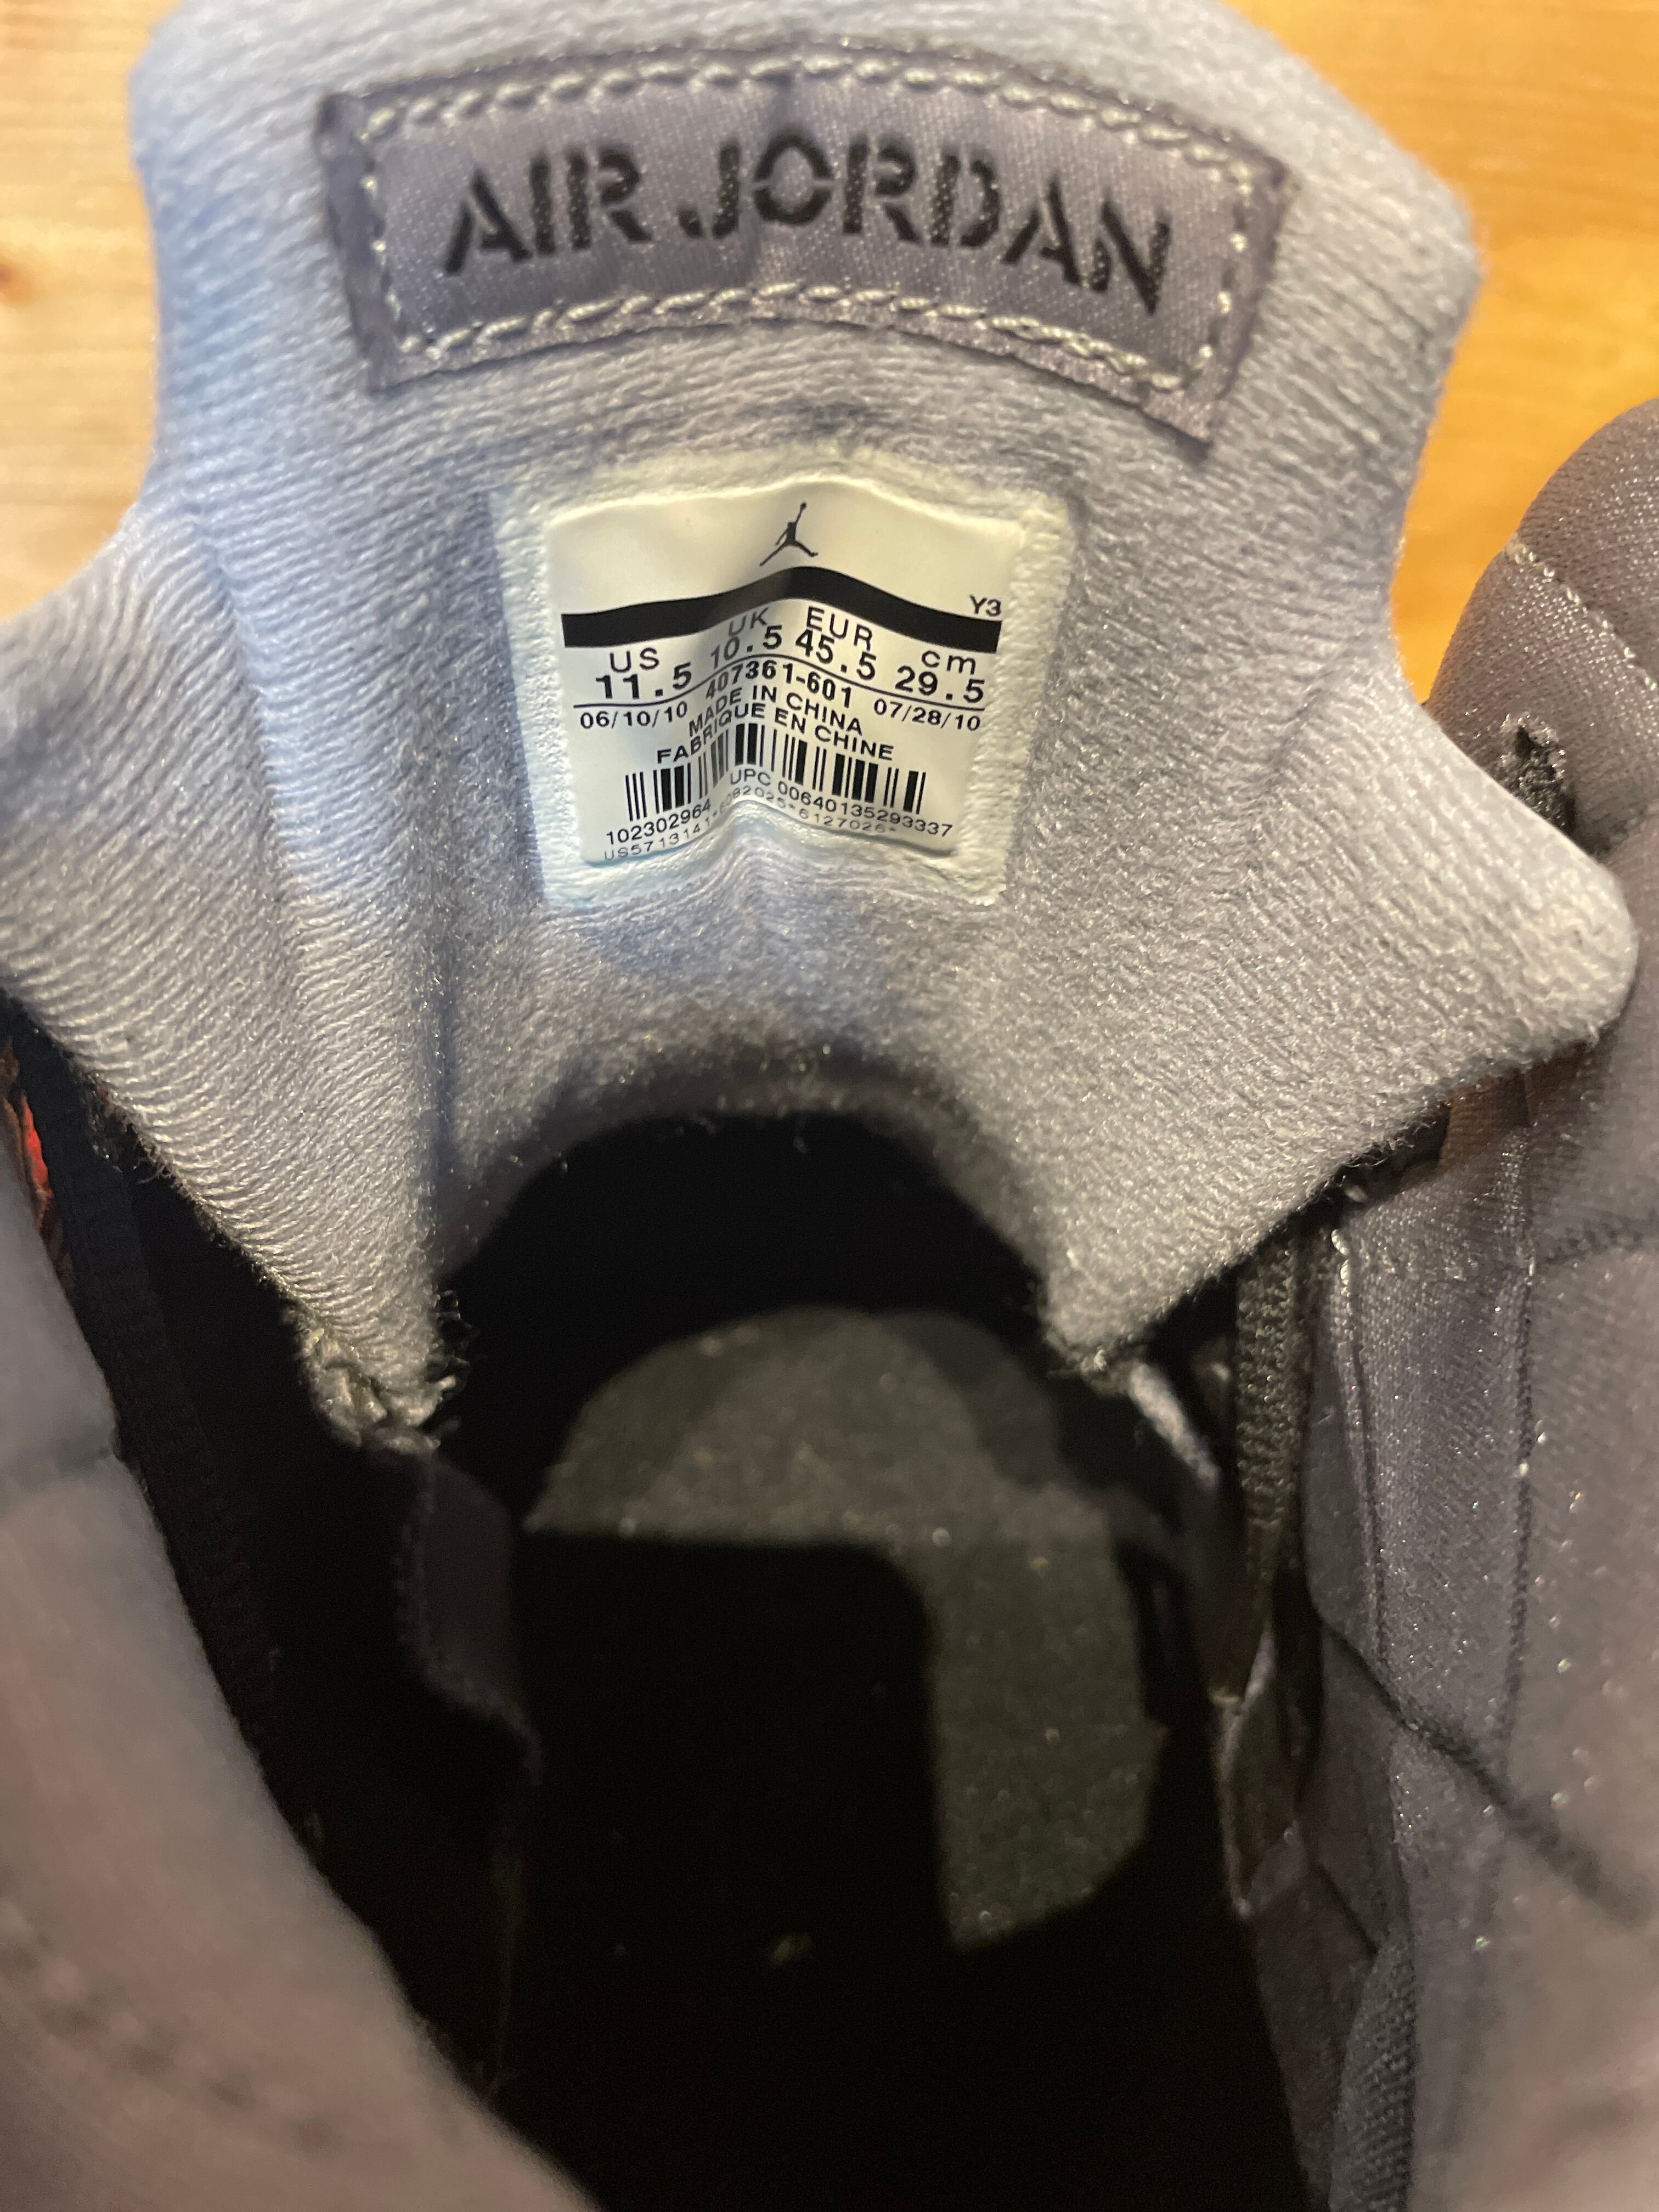 AIR JORDAN
Y3
US UK EUR cm
11.5 10.5 45.5 29.5
407361-601
06/10/10 07/28/10
MADE IN CHINA
FABRIQUE EN CHINE
UPC 00640135293337
102302964